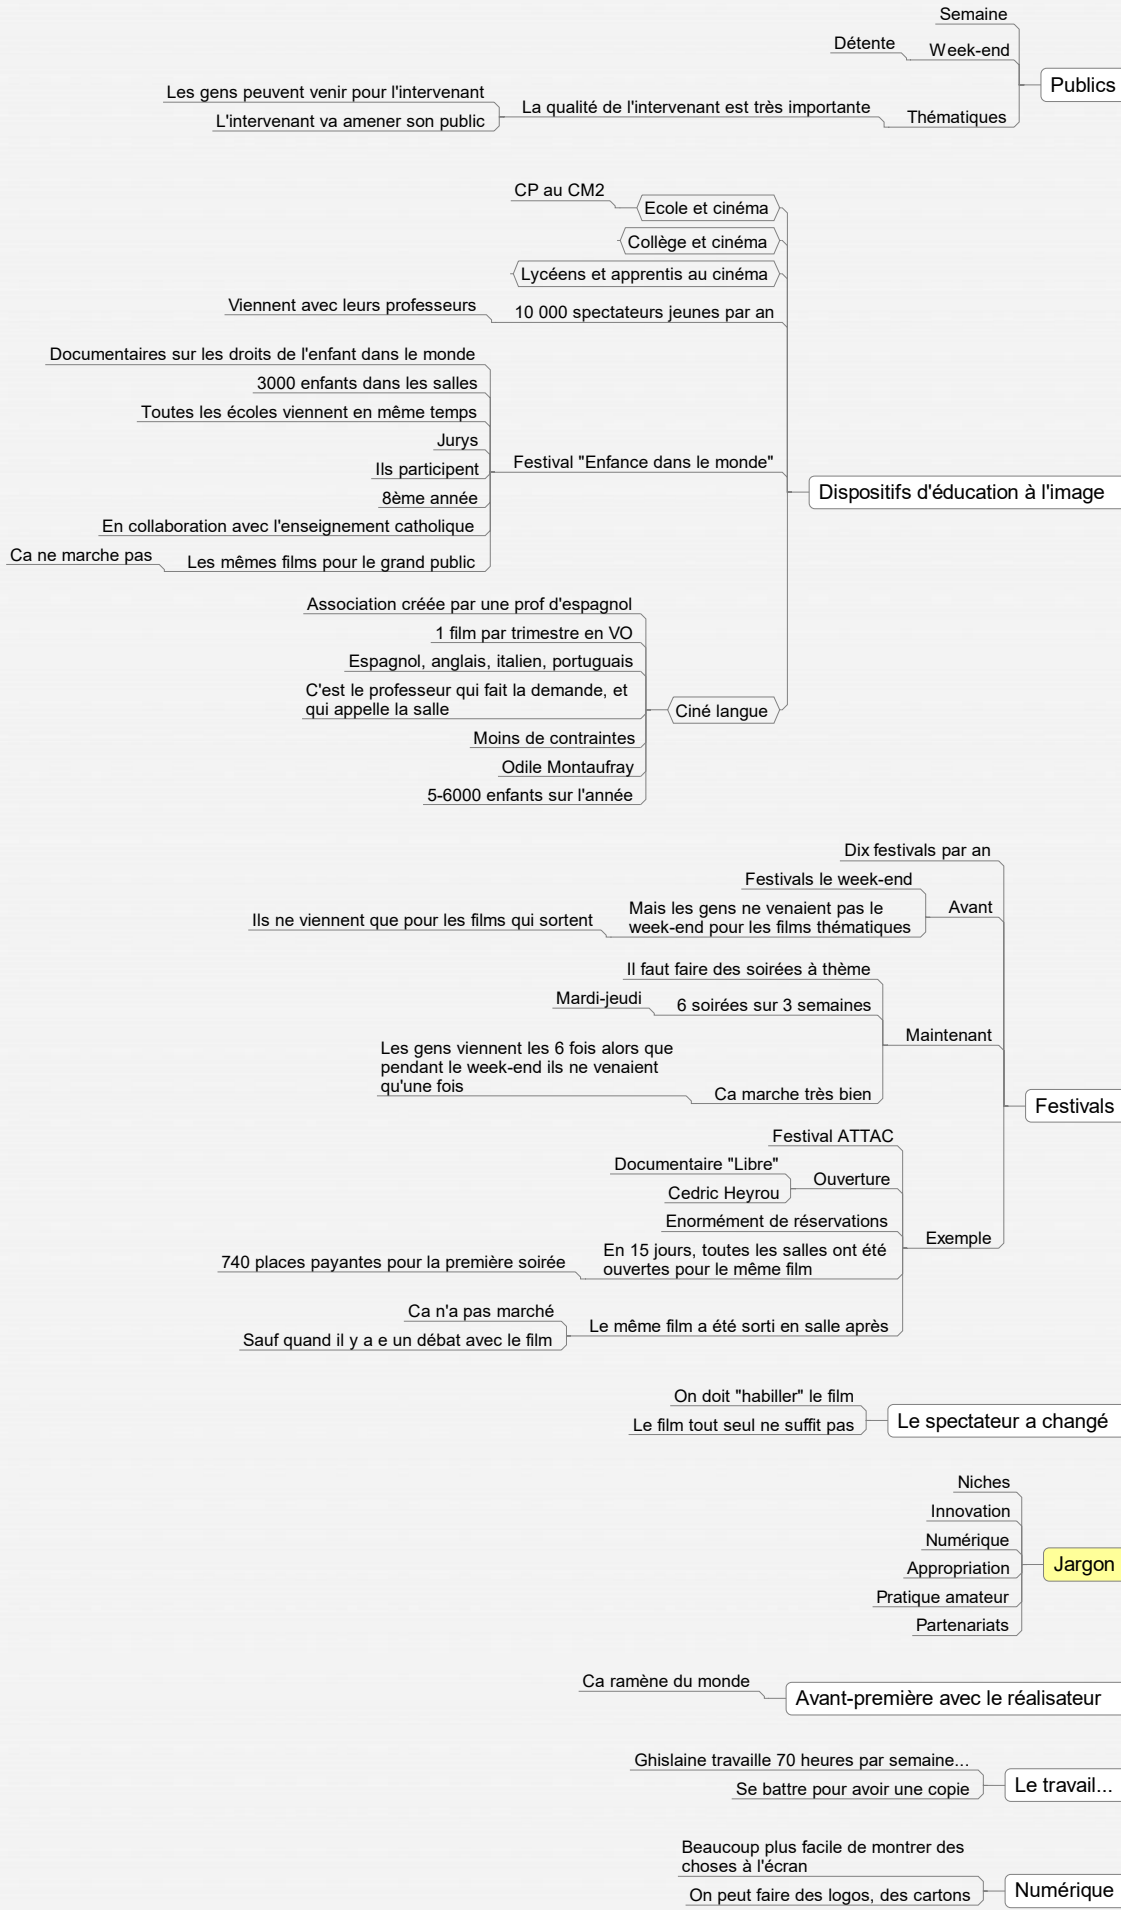 Semaine
Détente
Week-end
Publics
Les gens peuvent venir pour l'intervenant
La qualité de l'intervenant est très importante
L'intervenant va amener son public
Thématiques
CP au CM2
Ecole et cinéma
Collège et cinéma
Lycéens et apprentis au cinéma
Viennent avec leurs professeurs
10 000 spectateurs jeunes par an
Documentaires sur les droits de l'enfant dans le monde
3000 enfants dans les salles
Toutes les écoles viennent en même temps
Jurys
Festival "Enfance dans le monde"
Ils participent
Dispositifs d'éducation à l'image
8ème année
En collaboration avec l'enseignement catholique
Ca ne marche pas
Les mêmes films pour le grand public
Association créée par une prof d'espagnol
1 film par trimestre en VO
Espagnol, anglais, italien, portuguais
C'est le professeur qui fait la demande, et
qui appelle la salle
Ciné langue
Moins de contraintes
Odile Montaufray
5-6000 enfants sur l'année
Dix festivals par an
Festivals le week-end
Avant
Mais les gens ne venaient pas le
week-end pour les films thématiques
Ils ne viennent que pour les films qui sortent
Il faut faire des soirées à thème
Mardi-jeudi
6 soirées sur 3 semaines
Maintenant
Les gens viennent les 6 fois alors que
pendant le week-end ils ne venaient
qu'une fois
Ca marche très bien
Festivals
Festival ATTAC
Documentaire "Libre"
Ouverture
Cedric Heyrou
Enormément de réservations
Exemple
En 15 jours, toutes les salles ont été
ouvertes pour le même film
740 places payantes pour la première soirée
Ca n'a pas marché
Le même film a été sorti en salle après
Sauf quand il y a e un débat avec le film
On doit "habiller" le film
Le spectateur a changé
Le film tout seul ne suffit pas
Niches
Innovation
Numérique
Jargon
Appropriation
Pratique amateur
Partenariats
Ca ramène du monde
Avant-première avec le réalisateur
Ghislaine travaille 70 heures par semaine...
Le travail...
Se battre pour avoir une copie
Beaucoup plus facile de montrer des
choses à l'écran
Numérique
On peut faire des logos, des cartons